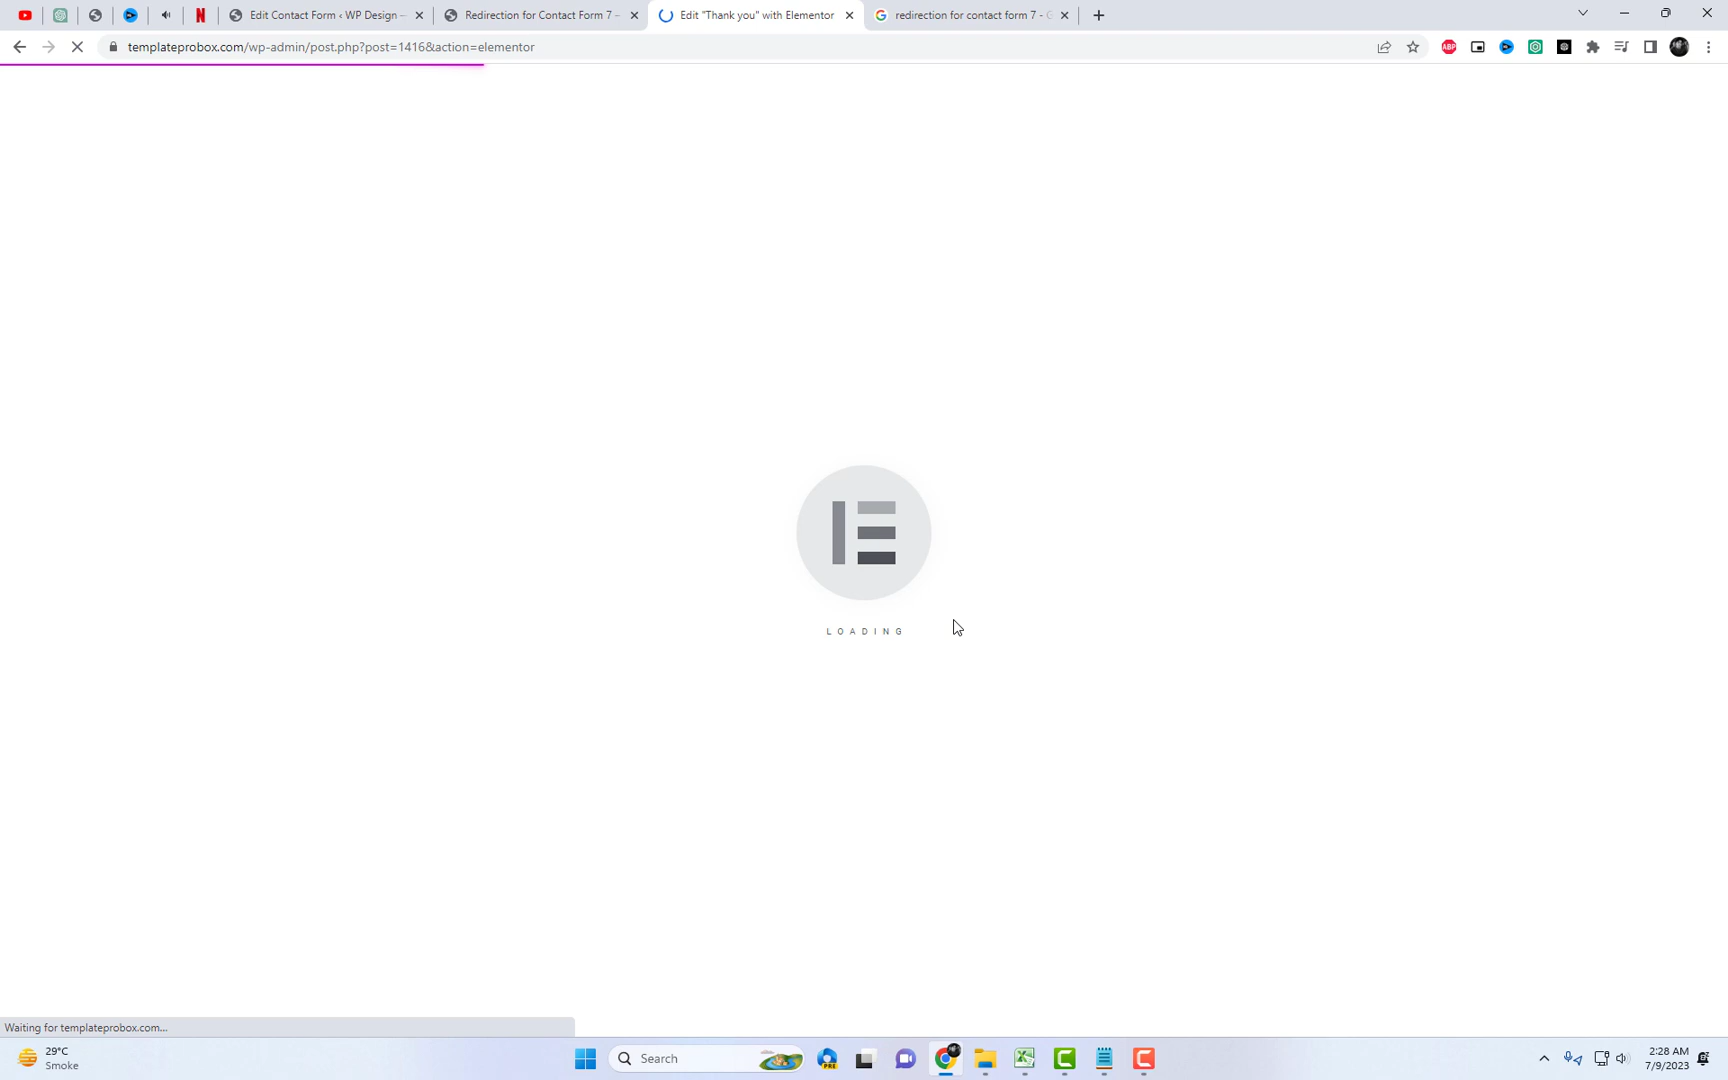 Edit Contact Form ‹ WP Design —
Redirection for Contact Form 7 –
Edit "Thank you" with Elementor
redirection for contact form 7 - G
templateprobox.com/wp-admin/post.php?post=1416&action=elementor
ABP
LOADING
Waiting for templateprobox.com...
29°C
Smoke
Search
PRE
2:28 AM
7/9/2023